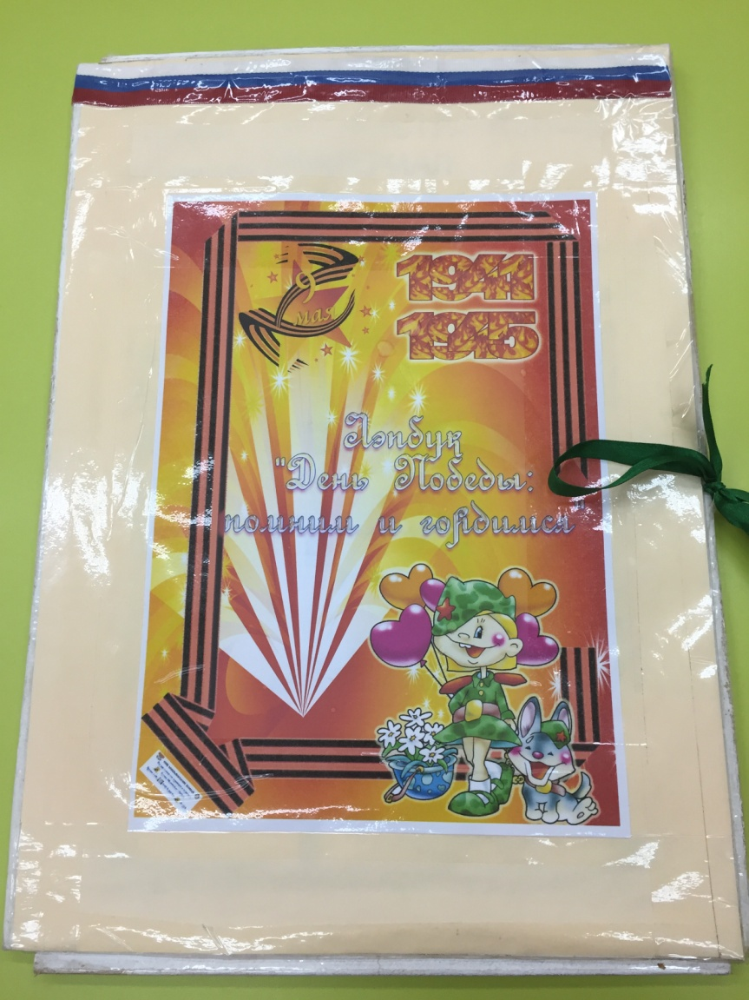 9
мая
1941
1945
Лэпбук
"День Победы:
помним и гордимся